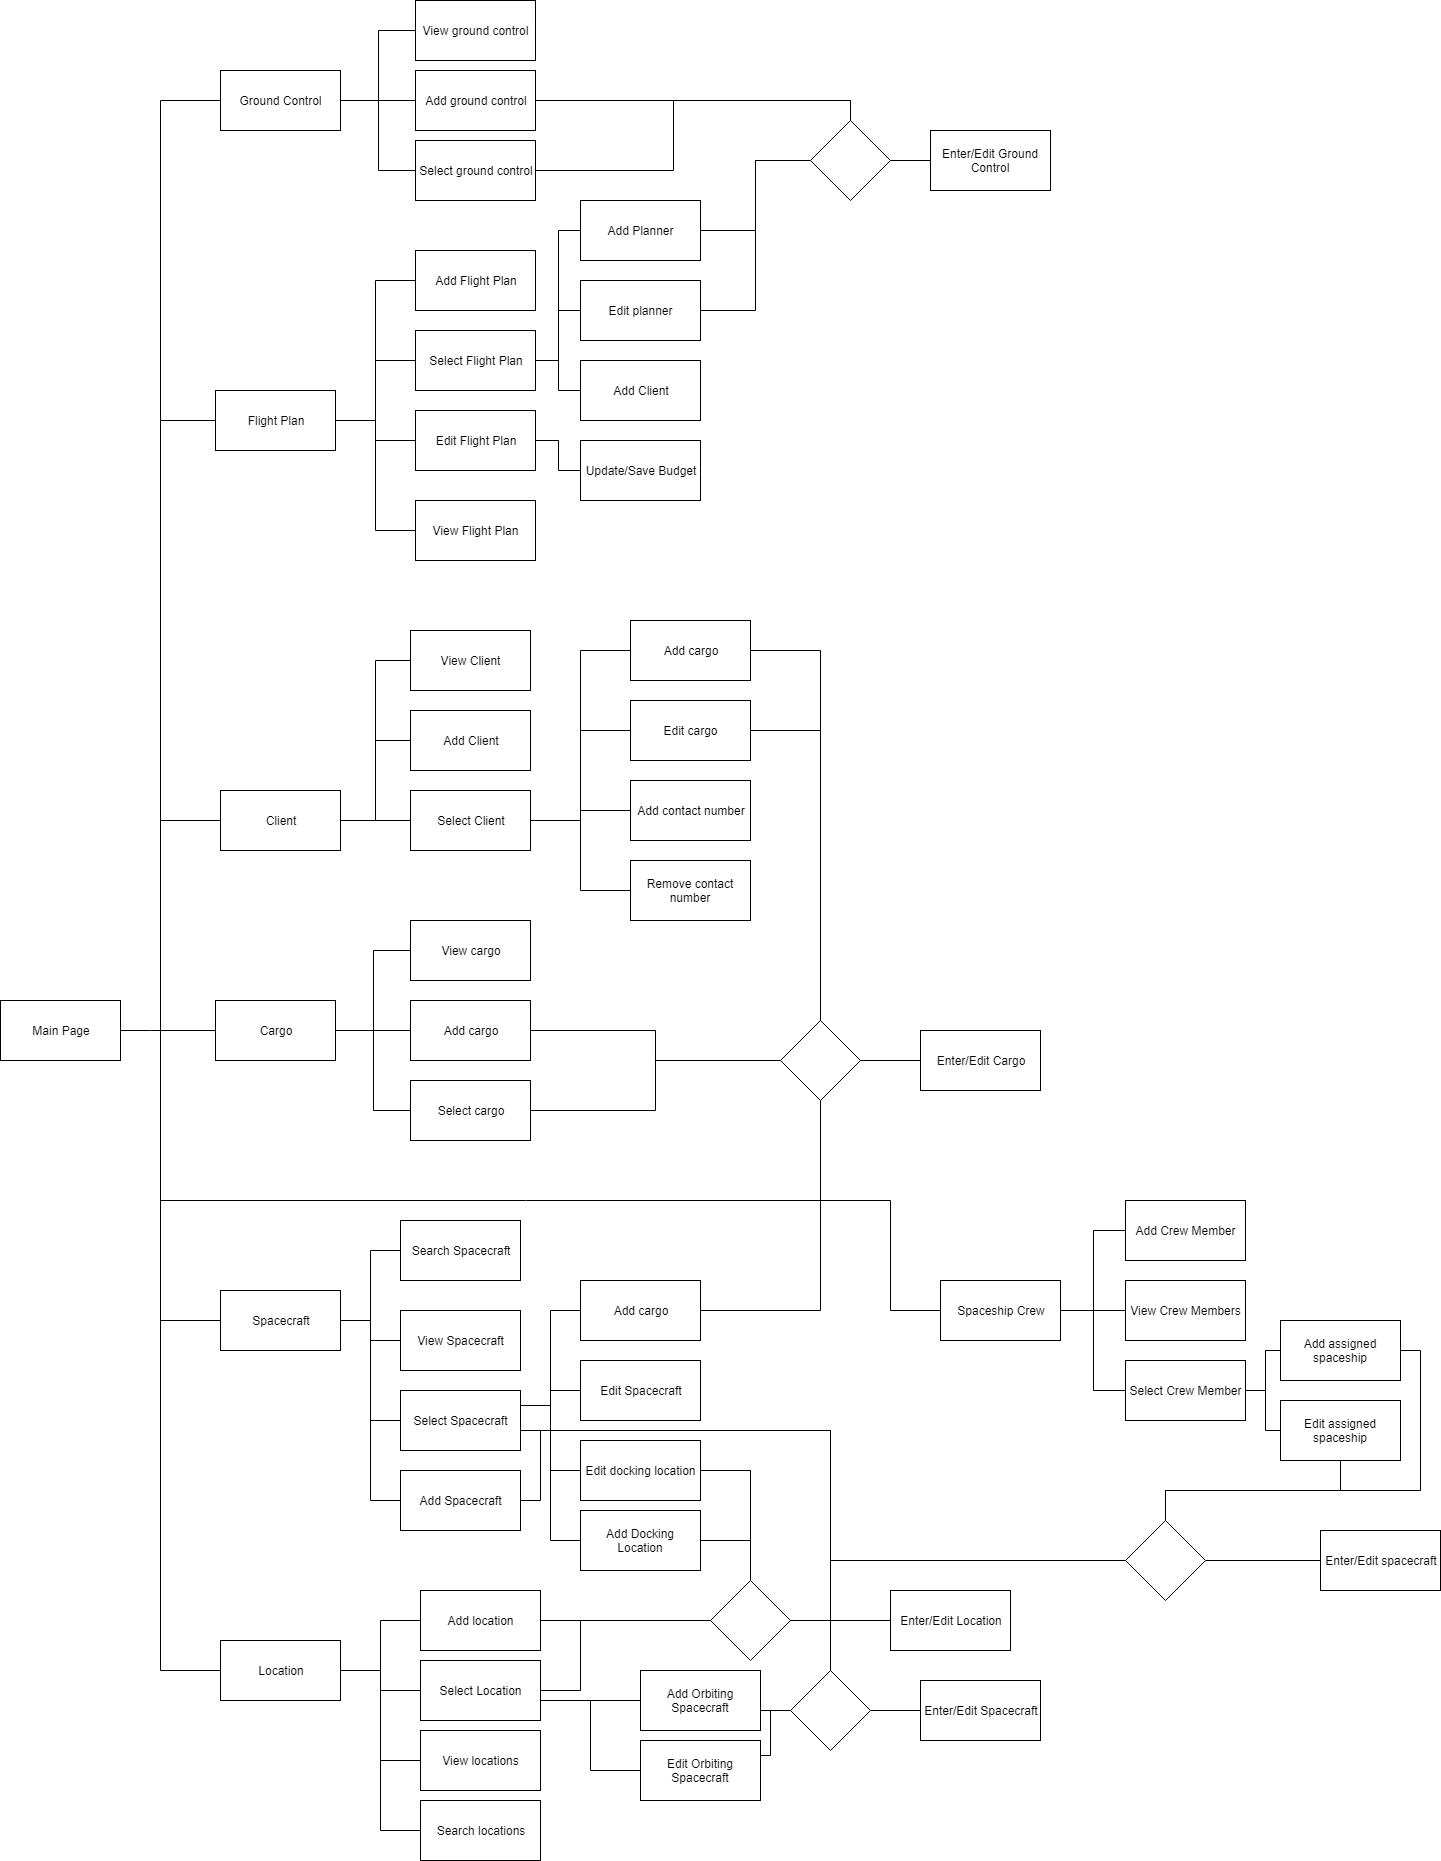 View ground control
Ground Control
Add ground control
Select ground control
Enter/Edit Ground
Control
Add Planner
Add Flight Plan
Edit planner
Select Flight Plan
Add Client
Flight Plan
Edit Flight Plan
Update/Save Budget
View Flight Plan
Add cargo
View Client
Edit cargo
Add Client
Add contact number
Client
Select Client
Remove contact
number
View cargo
Main Page
Cargo
Add cargo
Enter/Edit Cargo
Select cargo
Add Crew Member
Search Spacecraft
Add cargo
Spaceship Crew
View Crew Members
Spacecraft
View Spacecraft
Add assigned
spaceship
Edit Spacecraft
Select Crew Member
Select Spacecraft
Edit assigned
spaceship
Edit docking location
Add Spacecraft
Add Docking
Location
Enter/Edit spacecraft
Add location
Enter/Edit Location
Location
Select Location
Add Orbiting
Spacecraft
Enter/Edit Spacecraft
View locations
Edit Orbiting
Spacecraft
Search locations